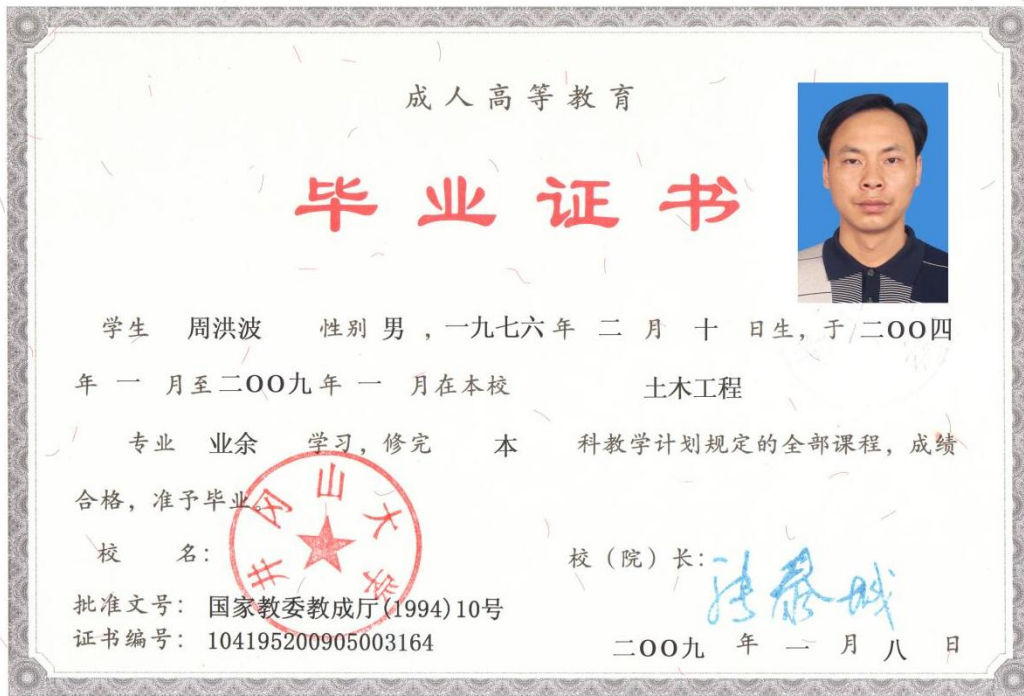 成人高等教育
毕业证书
学生 周洪波 性别 男 ，一九七六 年 二 月 十 日生，于 二OO四
年 一 月至 二OO九 年 一 月在本校 土木工程
专业 业余 学习，修完 本 科教学计划规定的全部课程，成绩
合格，准予毕业。
井冈山大学
校 名：
校（院）长：
批准文号： 国家教委教成厅(1994)10号
证书编号： 104195200905003164
二OO九 年 一 月 八 日